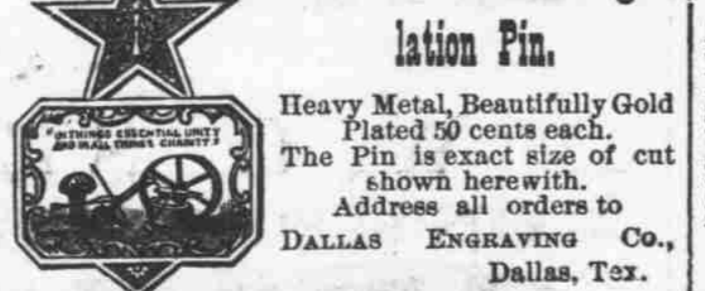 lation Pin.
"IN THINGS ESSENTIAL UNITY
AND IN ALL THINGS CHARITY"
Heavy Metal, Beautifully Gold
Plated 50 cents each.
The Pin is exact size of cut
shown herewith.
Address all orders to
DALLAS ENGRAVING Co.,
Dallas, Tex.